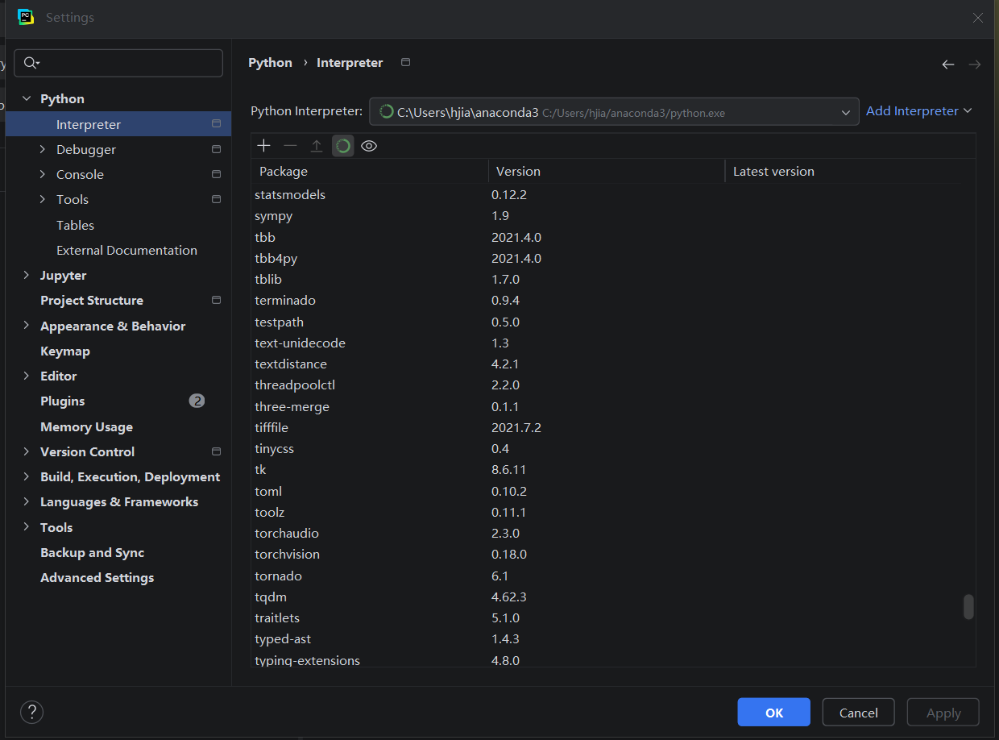 PC
Settings
Python › Interpreter
Python
Interpreter
Debugger
Console
Tools
Tables
External Documentation
Jupyter
Project Structure
Appearance & Behavior
Keymap
Editor
Plugins 2
Memory Usage
Version Control
Build, Execution, Deployment
Languages & Frameworks
Tools
Backup and Sync
Advanced Settings
Python Interpreter: C:\Users\hjia\anaconda3 C:/Users/hjia/anaconda3/python.exe Add Interpreter
Package Version Latest version
statsmodels 0.12.2
sympy 1.9
tbb 2021.4.0
tbb4py 2021.4.0
tblib 1.7.0
terminado 0.9.4
testpath 0.5.0
text-unidecode 1.3
textdistance 4.2.1
threadpoolctl 2.2.0
three-merge 0.1.1
tifffile 2021.7.2
tinycss 0.4
tk 8.6.11
toml 0.10.2
toolz 0.11.1
torchaudio 2.3.0
torchvision 0.18.0
tornado 6.1
tqdm 4.62.3
traitlets 5.1.0
typed-ast 1.4.3
typing-extensions 4.8.0
? OK Cancel Apply